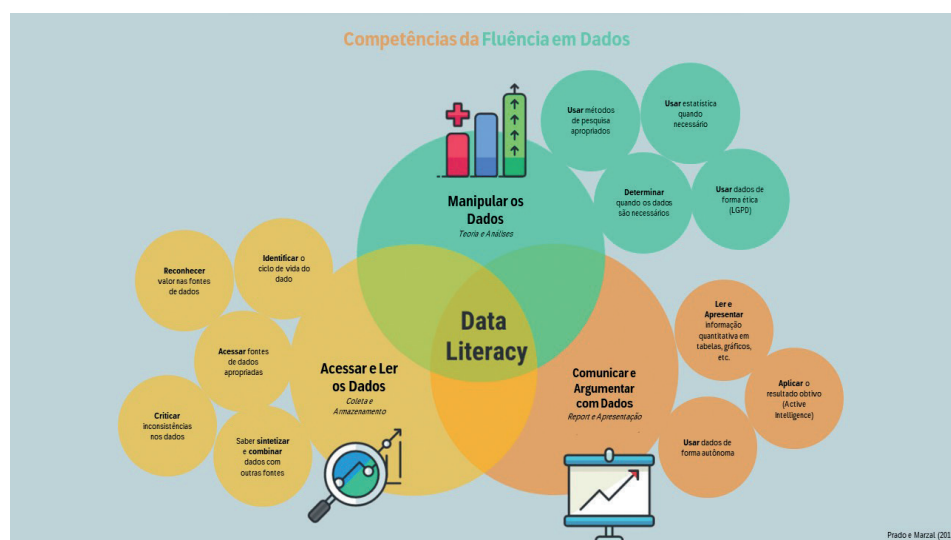 Competências da Fluência em Dados
Usar métodos
de pesquisa
apropriados
Usar estatística
quando
necessário
Determinar
quando os dados
são necessários
Usar dados de
forma ética
(LGPD)
Manipular os
Dados
Teoria e Análises
Identificar o
ciclo de vida do
dado
Reconhecer
valor nas fontes
de dados
Acessar fontes
de dados
apropriadas
Criticar
inconsistências
nos dados
Saber sintetizar
e combinar
dados com
outras fontes
Acessar e Ler
os Dados
Coleta e
Armazenamento
Data
Literacy
Comunicar e
Argumentar
com Dados
Report e Apresentação
Ler e
Apresentar
informação
quantitativa em
tabelas, gráficos,
etc.
Aplicar o
resultado obtivo
(Active
Intelligence)
Usar dados de
forma autônoma
Prado e Marzal (201